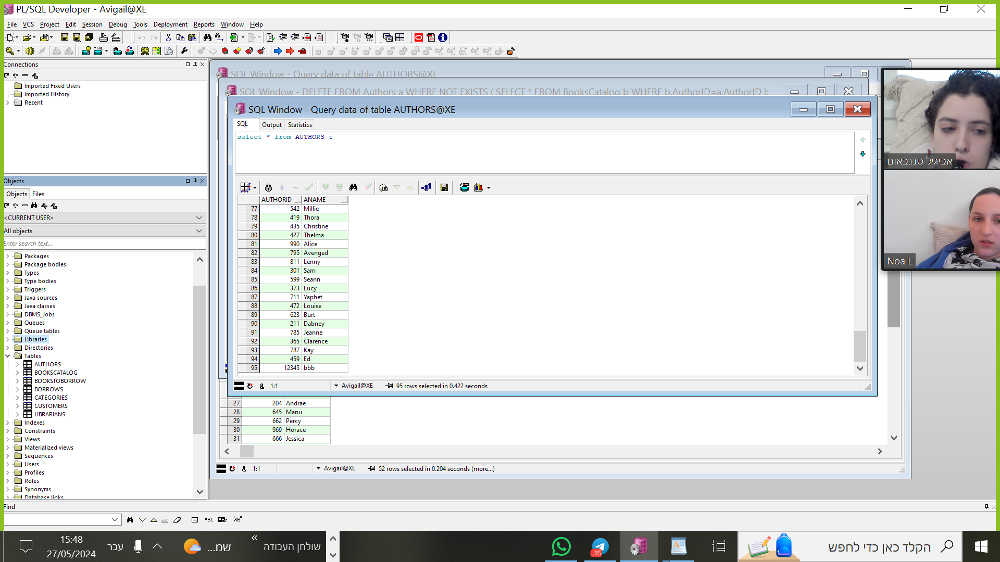 PL/SQL Developer - Avigail@XE
File VCS Project Edit Session Debug Tools Deployment Reports Window Help
Connections
Imported Fixed Users
Imported History
Recent
Objects
Objects Files
<CURRENT USER>
All objects
Enter search text...
Packages
Package bodies
Types
Type bodies
Triggers
Java sources
Java classes
DBMS_Jobs
Queues
Queue tables
Libraries
Directories
Tables
AUTHORS
BOOKSCATALOG
BOOKSTOBORROW
BORROWS
CATEGORIES
CUSTOMERS
LIBRARIANS
Indexes
Constraints
Views
Materialized views
Sequences
Users
Profiles
Roles
Synonyms
Database links
SQL Window - Query data of table AUTHORS@XE
SQL Window - DELETE FROM Authors a WHERE NOT EXISTS ( SELECT * FROM BooksCatalog b WHERE b.AuthorID=a.AuthorID );
SQL Window - Query data of table AUTHORS@XE
SQL Output Statistics
select * from AUTHORS t
AUTHORID ANAME
77 542 Millie
78 419 Thora
79 435 Christine
80 427 Thelma
81 990 Alice
82 795 Avenged
83 811 Lenny
84 301 Sam
85 599 Seann
86 373 Lucy
87 711 Yaphet
88 472 Louise
89 623 Burt
90 211 Dabney
91 785 Jeanne
92 365 Clarence
93 787 Kay
94 459 Ed
95 12345 bbb
& 1:1 Avigail@XE 95 rows selected in 0.422 seconds
27 204 Andrae
28 645 Manu
29 662 Percy
30 969 Horace
31 666 Jessica
& 1:1 Avigail@XE 52 rows selected in 0.204 seconds (more...)
אביגיל טננבאום
Noa L
Find
ABC "AB"
15:48
27/05/2024
עבר
שמ...
שולחן העבודה
..95
הקלד כאן כדי לחפש